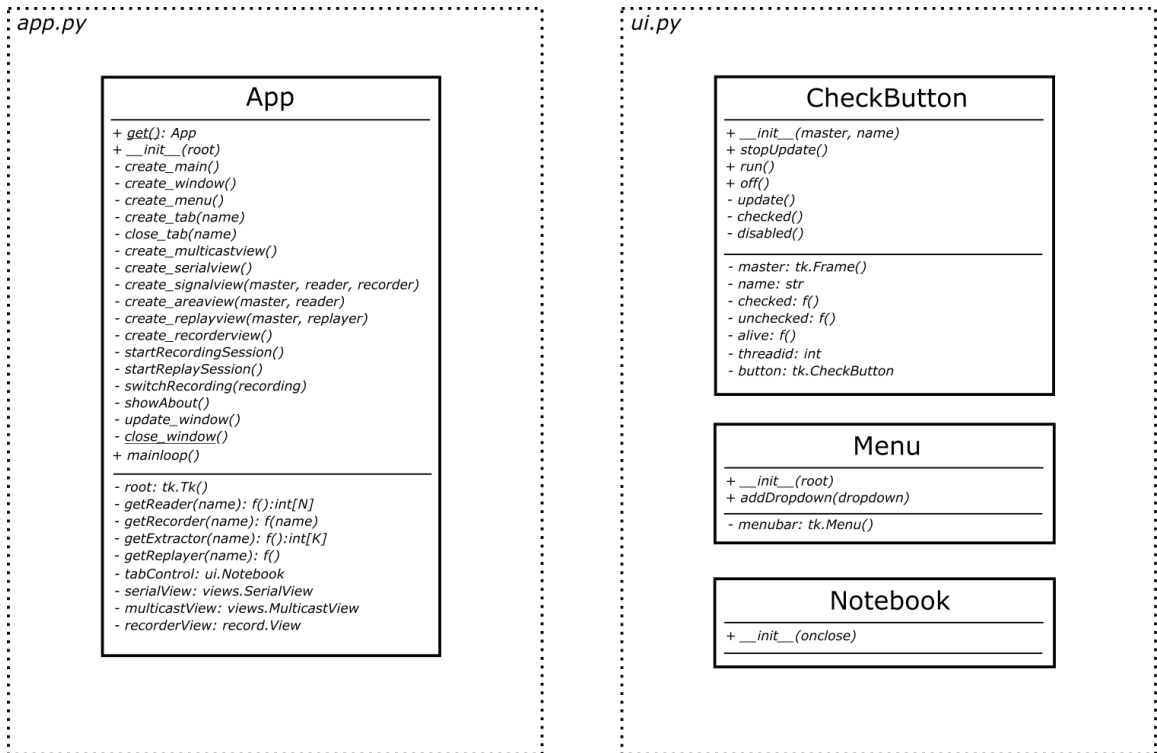 app.py
App
+ get(): App
+ __init__(root)
- create_main()
- create_window()
- create_menu()
- create_tab(name)
- close_tab(name)
- create_multicastview()
- create_serialview()
- create_signalview(master, reader, recorder)
- create_areaview(master, reader)
- create_replayview(master, replayer)
- create_recorderview()
- startRecordingSession()
- startReplaySession()
- switchRecording(recording)
- showAbout()
- update_window()
- close_window()
+ mainloop()
- root: tk.Tk()
- getReader(name): f():int[N]
- getRecorder(name): f(name)
- getExtractor(name): f():int[K]
- getReplayer(name): f()
- tabControl: ui.Notebook
- serialView: views.SerialView
- multicastView: views.MulticastView
- recorderView: record.View
ui.py
CheckButton
+ __init__(master, name)
+ stopUpdate()
+ run()
+ off()
- update()
- checked()
- disabled()
- master: tk.Frame()
- name: str
- checked: f()
- unchecked: f()
- alive: f()
- threadid: int
- button: tk.CheckButton
Menu
+ __init__(root)
+ addDropdown(dropdown)
- menubar: tk.Menu()
Notebook
+ __init__(onclose)